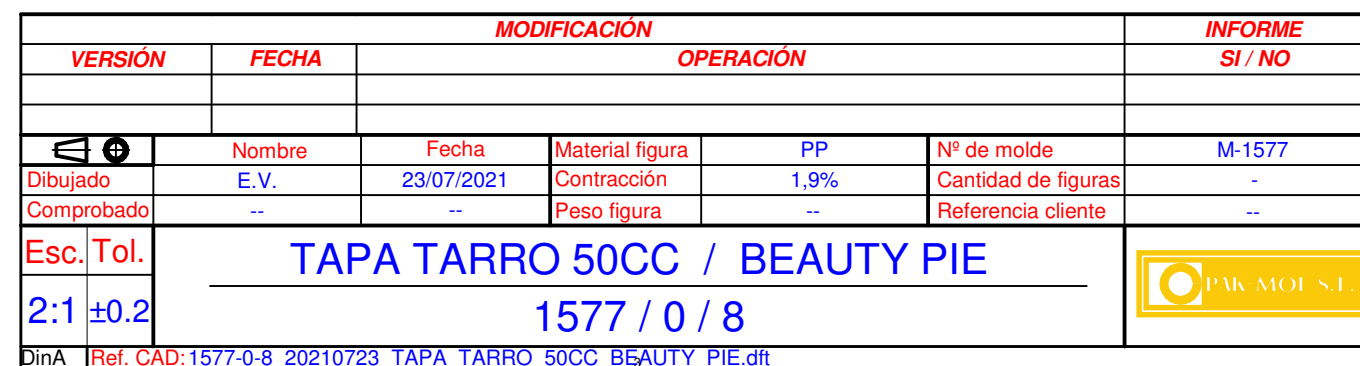 MODIFICACIÓN INFORME
VERSIÓN FECHA OPERACIÓN SI / NO
Nombre Fecha Material figura PP Nº de molde M-1577
Dibujado E.V. 23/07/2021 Contracción 1,9% Cantidad de figuras -
Comprobado -- -- Peso figura -- Referencia cliente --
Esc. Tol. TAPA TARRO 50CC / BEAUTY PIE
PAK-MOL S.L.
2:1 ±0.2 1577 / 0 / 8
DinA Ref. CAD: 1577-0-8 20210723 TAPA TARRO 50CC BEAUTY PIE.dft